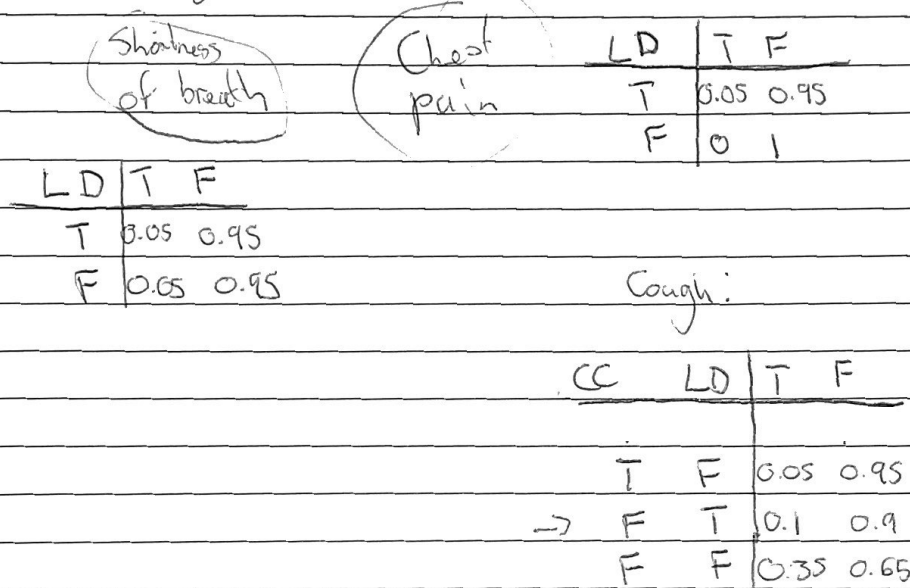 Shortness
of breath
Chest
pain
LD T F
T 0.05 0.95
F 0 1
LD T F
T 0.05 0.95
F 0.05 0.95
Cough:
CC LD T F
T F 0.05 0.95
→ F T 0.1 0.9
F F 0.35 0.65